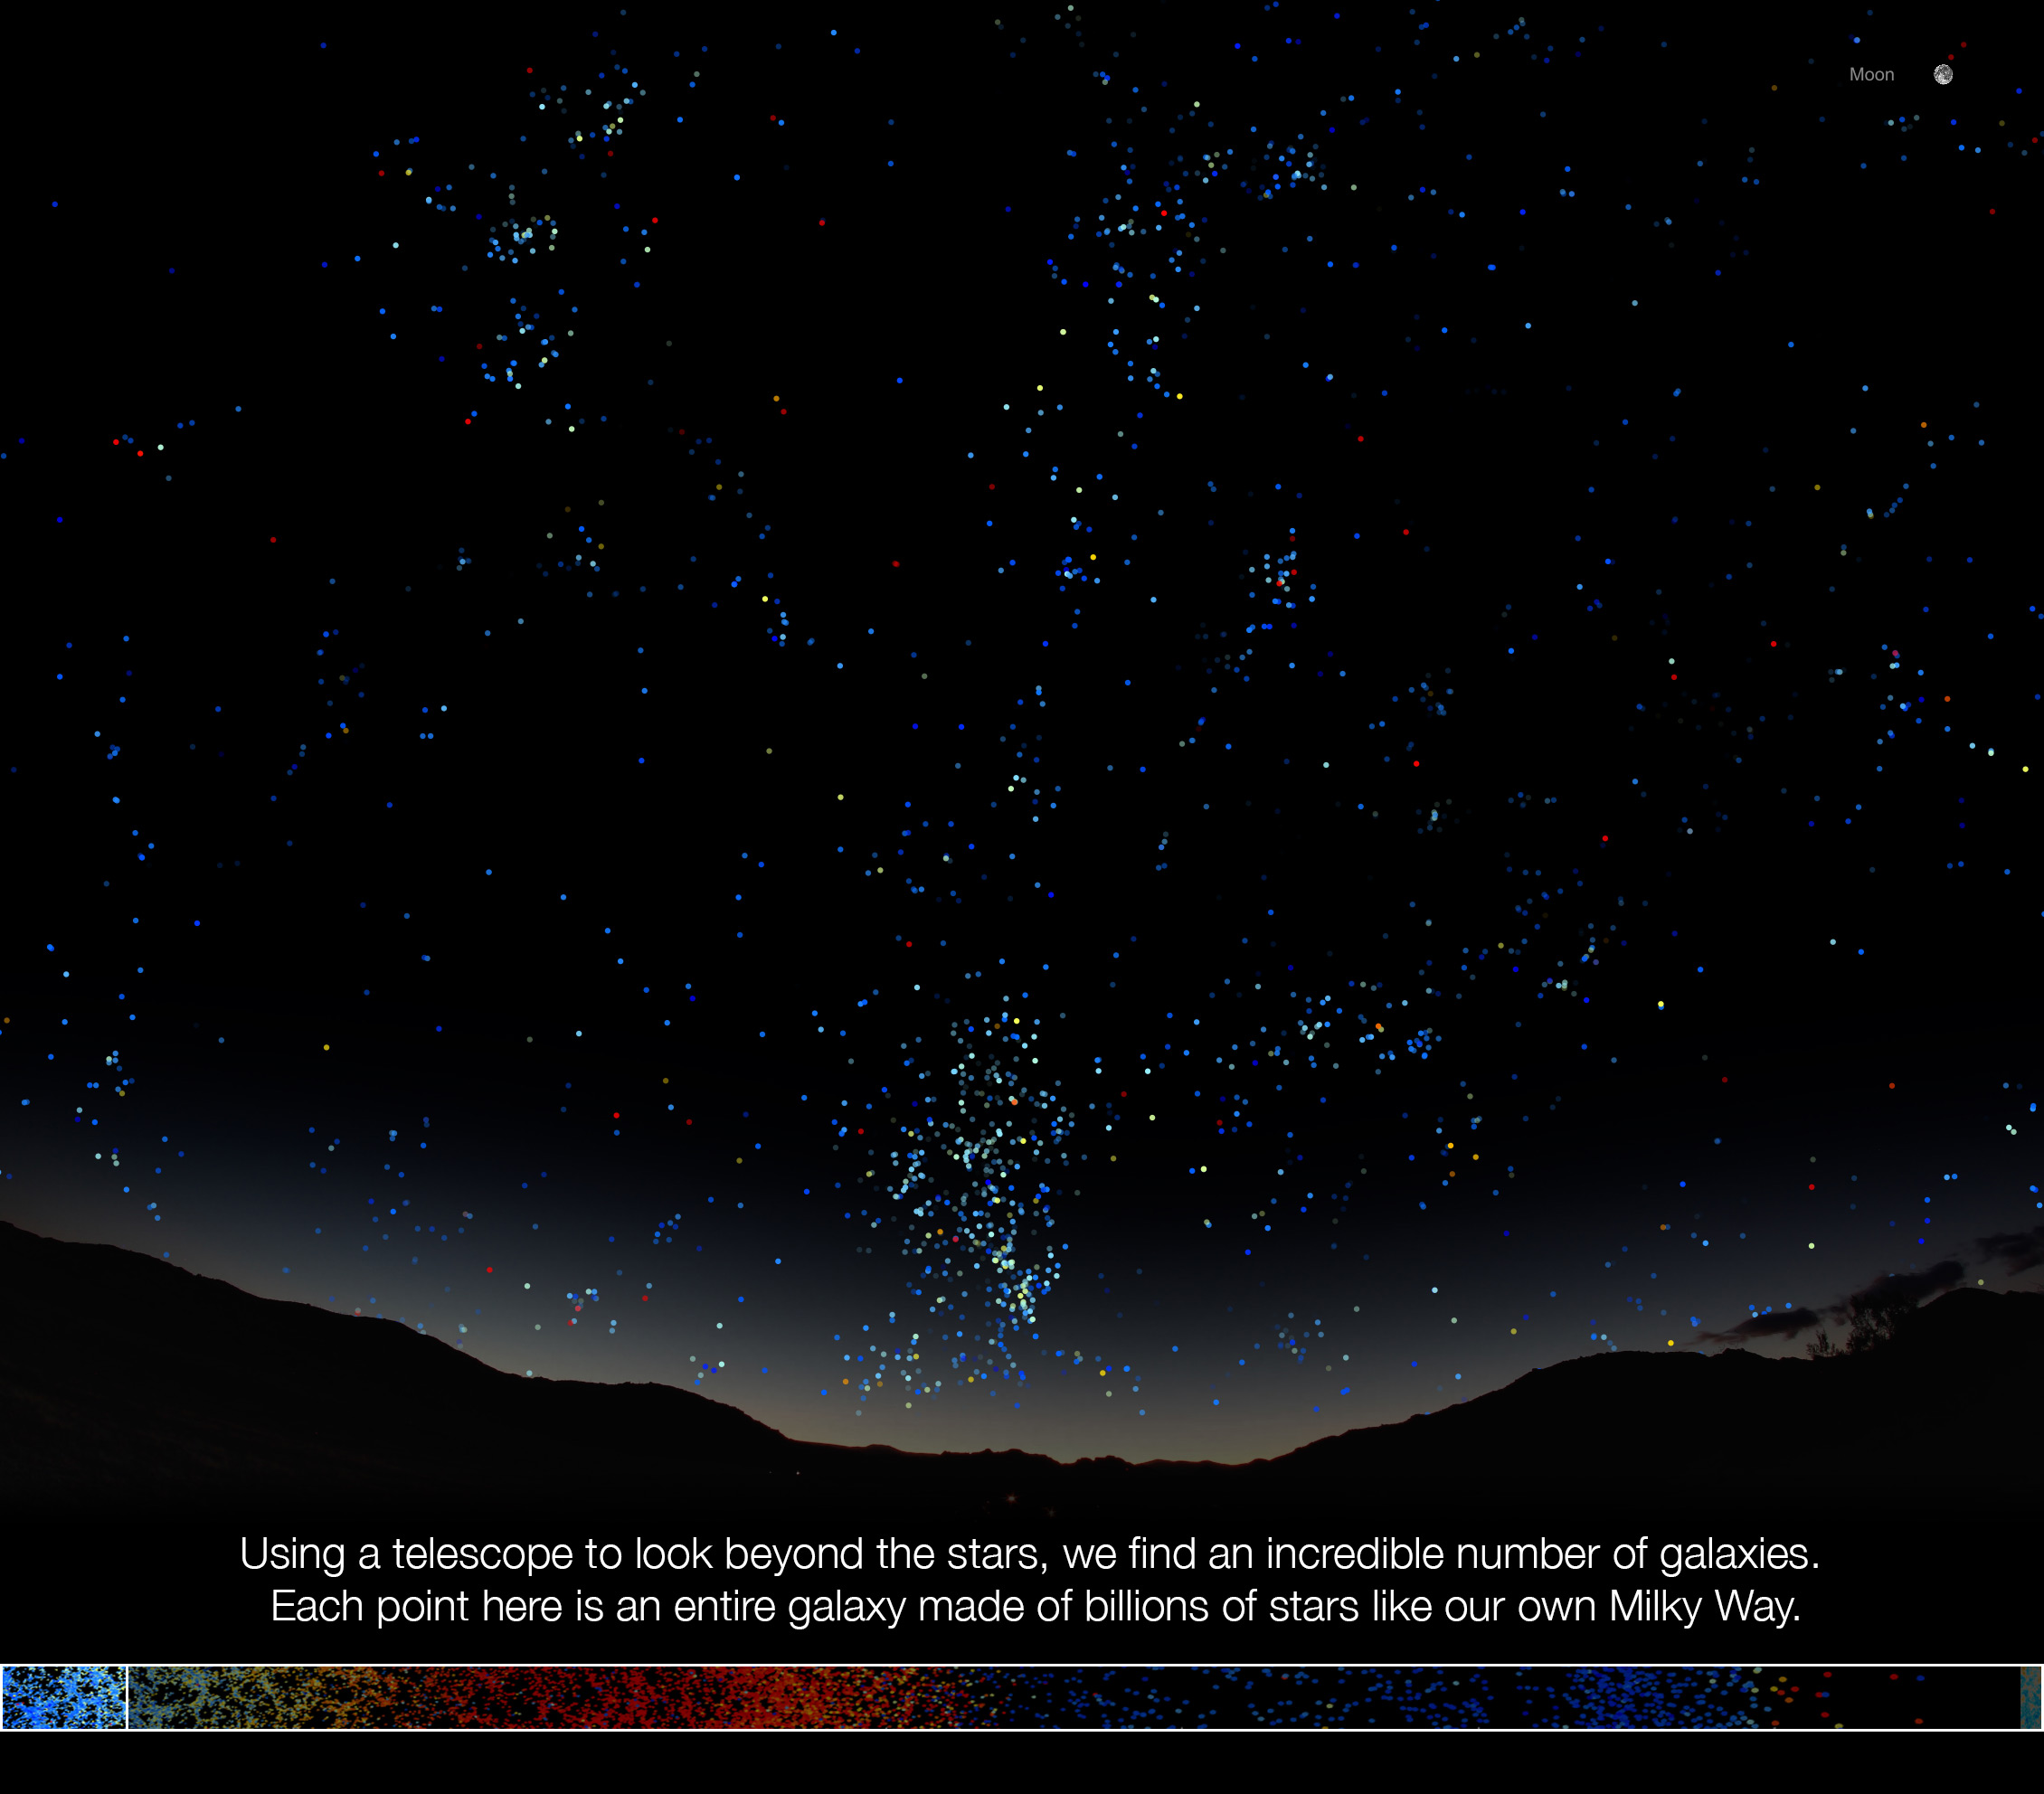 Moon
Using a telescope to look beyond the stars, we find an incredible number of galaxies.
Each point here is an entire galaxy made of billions of stars like our own Milky Way.